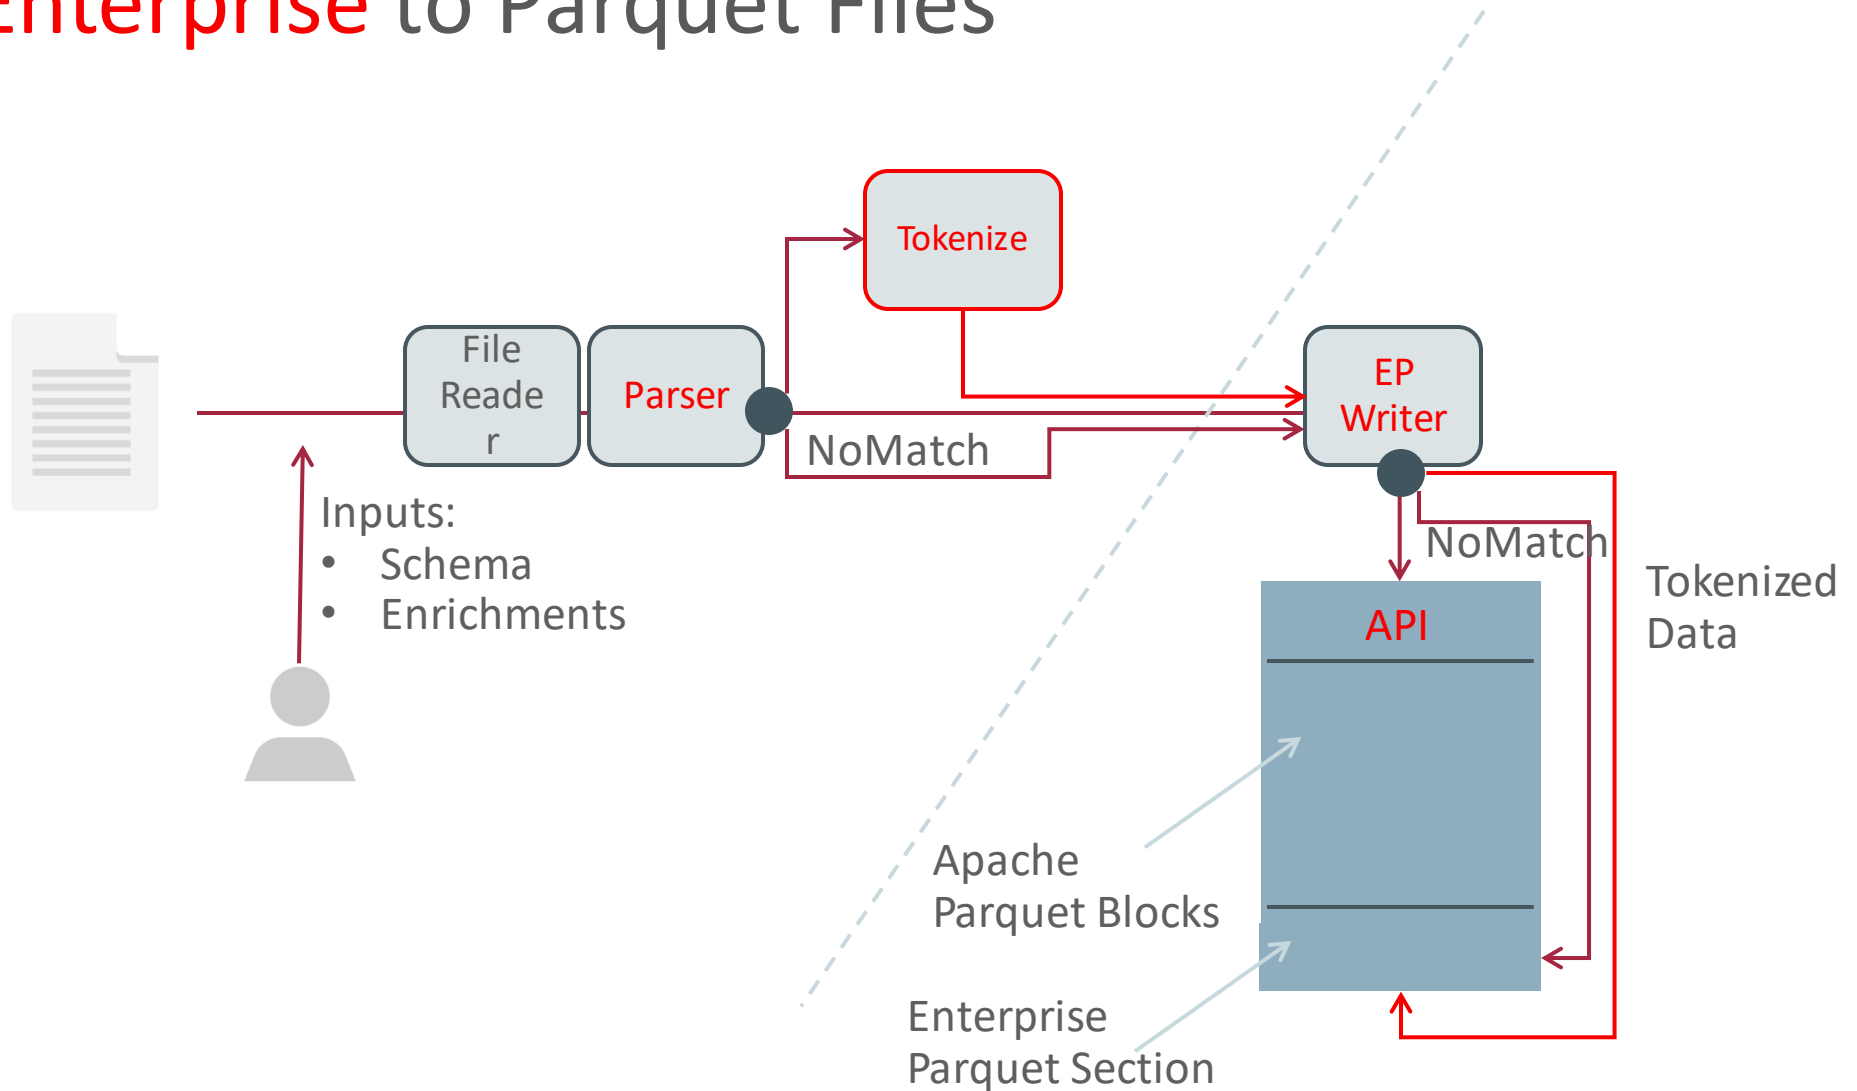 Enterprise to Parquet Files
Tokenize
File
Reade
r
Parser
EP
Writer
NoMatch
Inputs:
• Schema
• Enrichments
NoMatch
Tokenized
Data
API
Apache
Parquet Blocks
Enterprise
Parquet Section